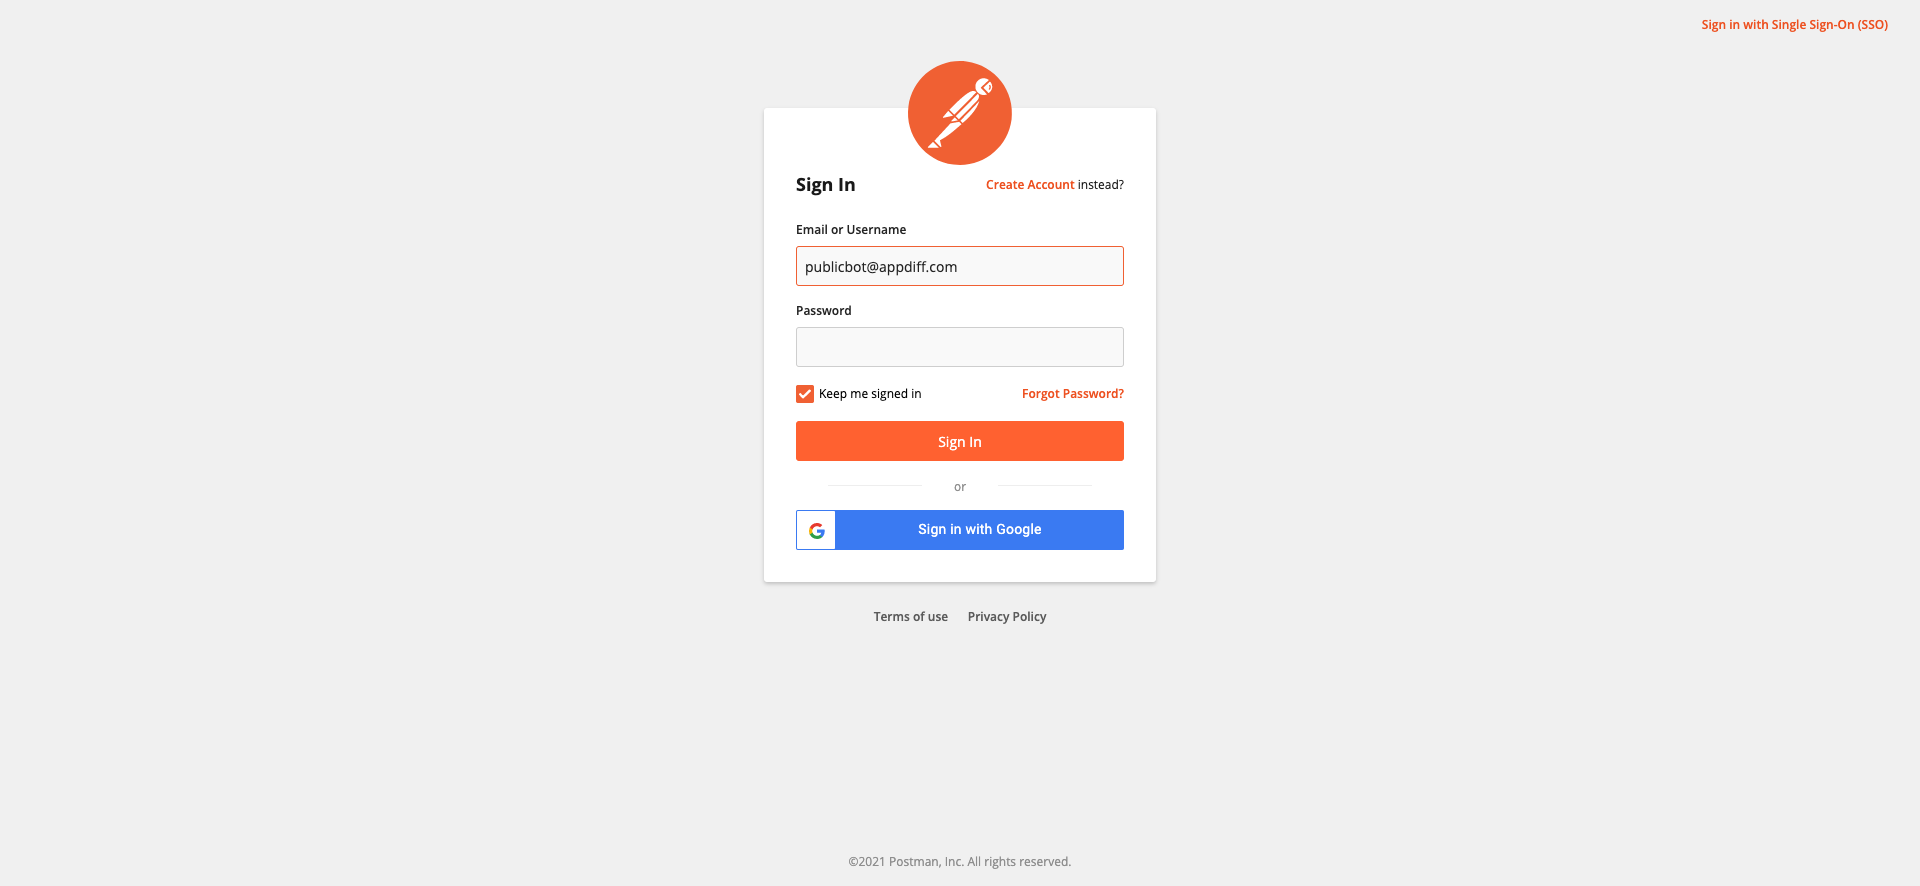 Sign in with Single Sign-On (SSO)
Sign In
Create Account instead?
Email or Username
publicbot@appdiff.com
Password
Keep me signed in
Forgot Password?
Sign In
or
Sign in with Google
Terms of use
Privacy Policy
©2021 Postman, Inc. All rights reserved.